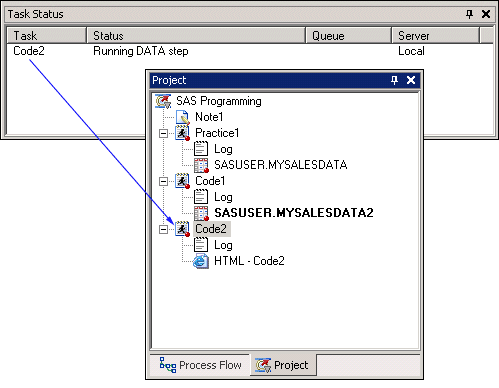 Task Status
Task Status Queue Server
Code2 Running DATA step Local
Project
SAS Programming
Note1
Practice1
Log
SASUSER.MYSALESDATA
Code1
Log
SASUSER.MYSALESDATA2
Code2
Log
HTML - Code2
Process Flow Project